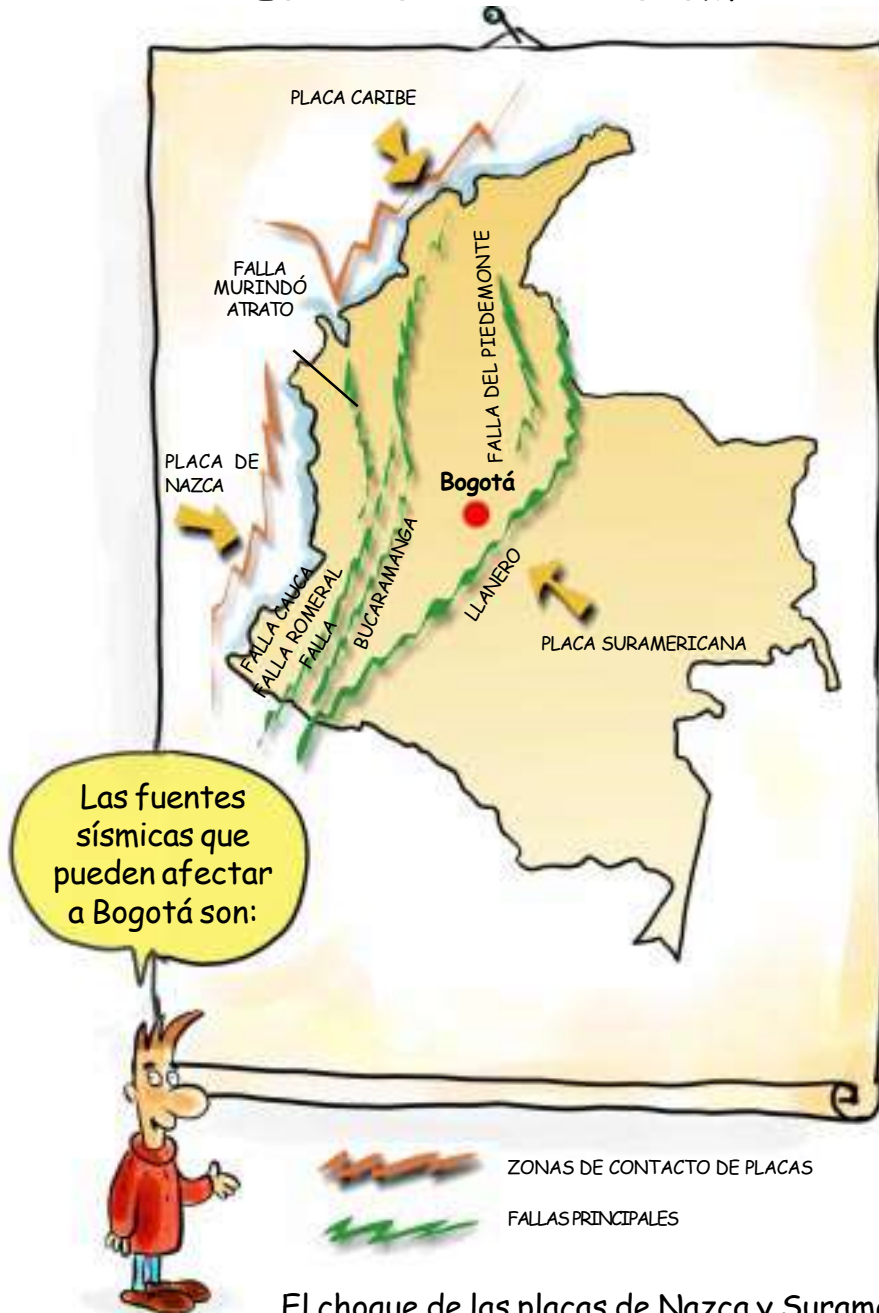 PLACA CARIBE
FALLA
MURINDÓ
ATRATO
FALLA DEL PIEDEMONTE
PLACA DE
NAZCA
Bogotá
FALLA CAUCA
FALLA ROMERAL
FALLA
BUCARAMANGA
LLANERO
PLACA SURAMERICANA
Las fuentes
sísmicas que
pueden afectar
a Bogotá son:
ZONAS DE CONTACTO DE PLACAS
FALLAS PRINCIPALES
El choque de las placas de Nazca y